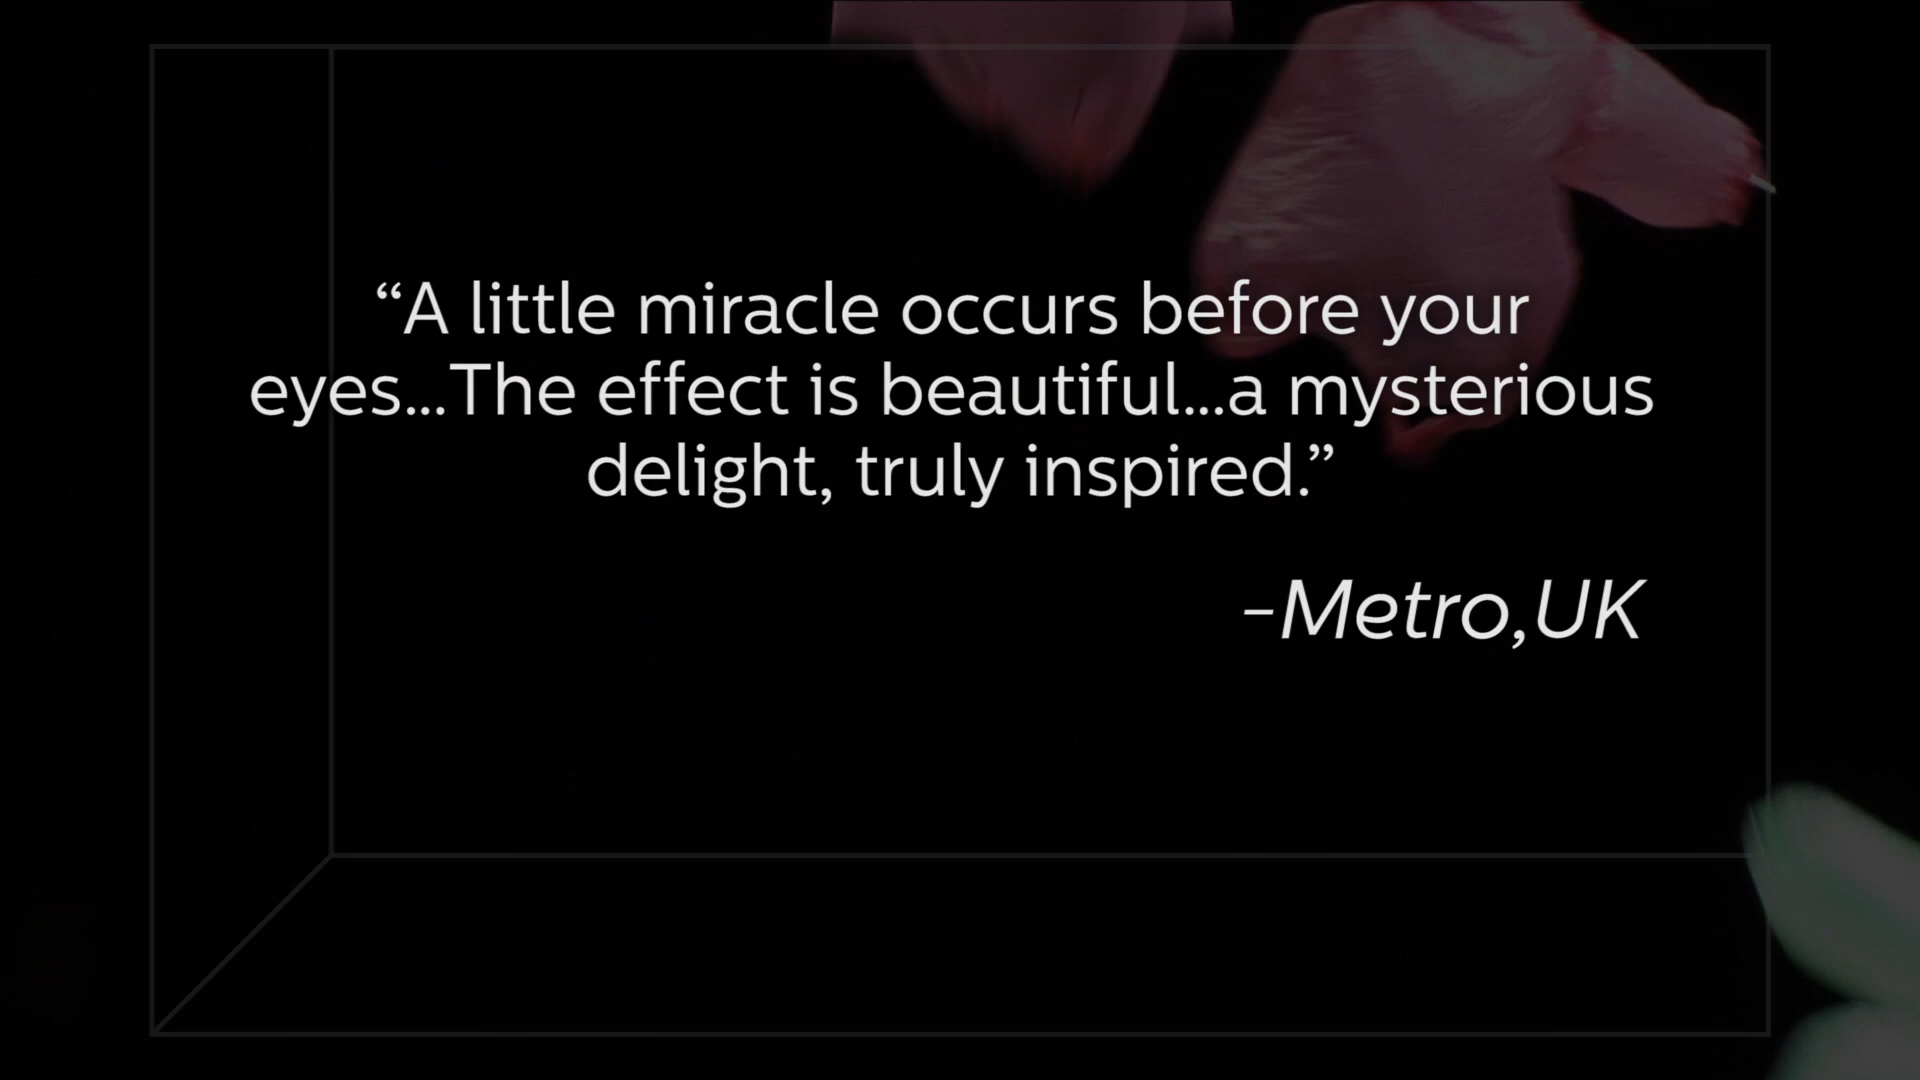 “A little miracle occurs before your
eyes...The effect is beautiful...a mysterious
delight, truly inspired.”
-Metro,UK